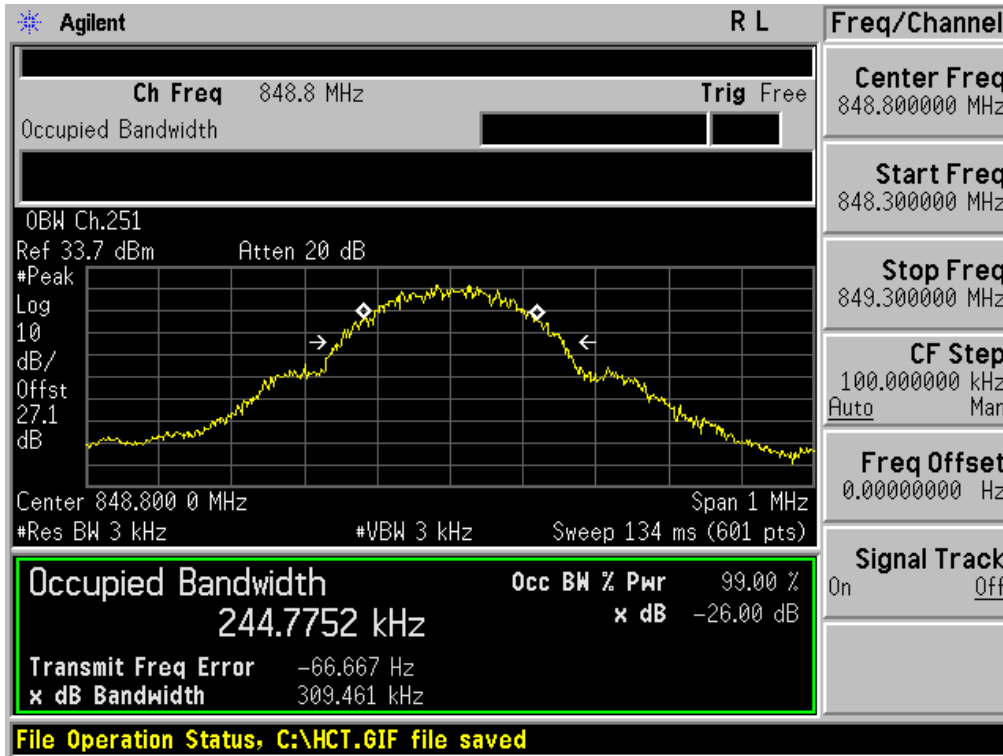 Agilent
R L
Freq/Channel
Ch Freq 848.8 MHz
Trig Free
Occupied Bandwidth
Center Freq
848.800000 MHz
Start Freq
848.300000 MHz
Stop Freq
849.300000 MHz
CF Step
100.000000 kHz
Auto Man
Freq Offset
0.00000000 Hz
Signal Track
On Off
OBW Ch.251
Ref 33.7 dBm
Atten 20 dB
#Peak
Log
10
dB/
Offst
27.1
dB
Center 848.800 0 MHz
Span 1 MHz
#Res BW 3 kHz
#VBW 3 kHz
Sweep 134 ms (601 pts)
Occupied Bandwidth
244.7752 kHz
Occ BW % Pwr 99.00 %
x dB -26.00 dB
Transmit Freq Error -66.667 Hz
x dB Bandwidth 309.461 kHz
File Operation Status, C:\HCT.GIF file saved